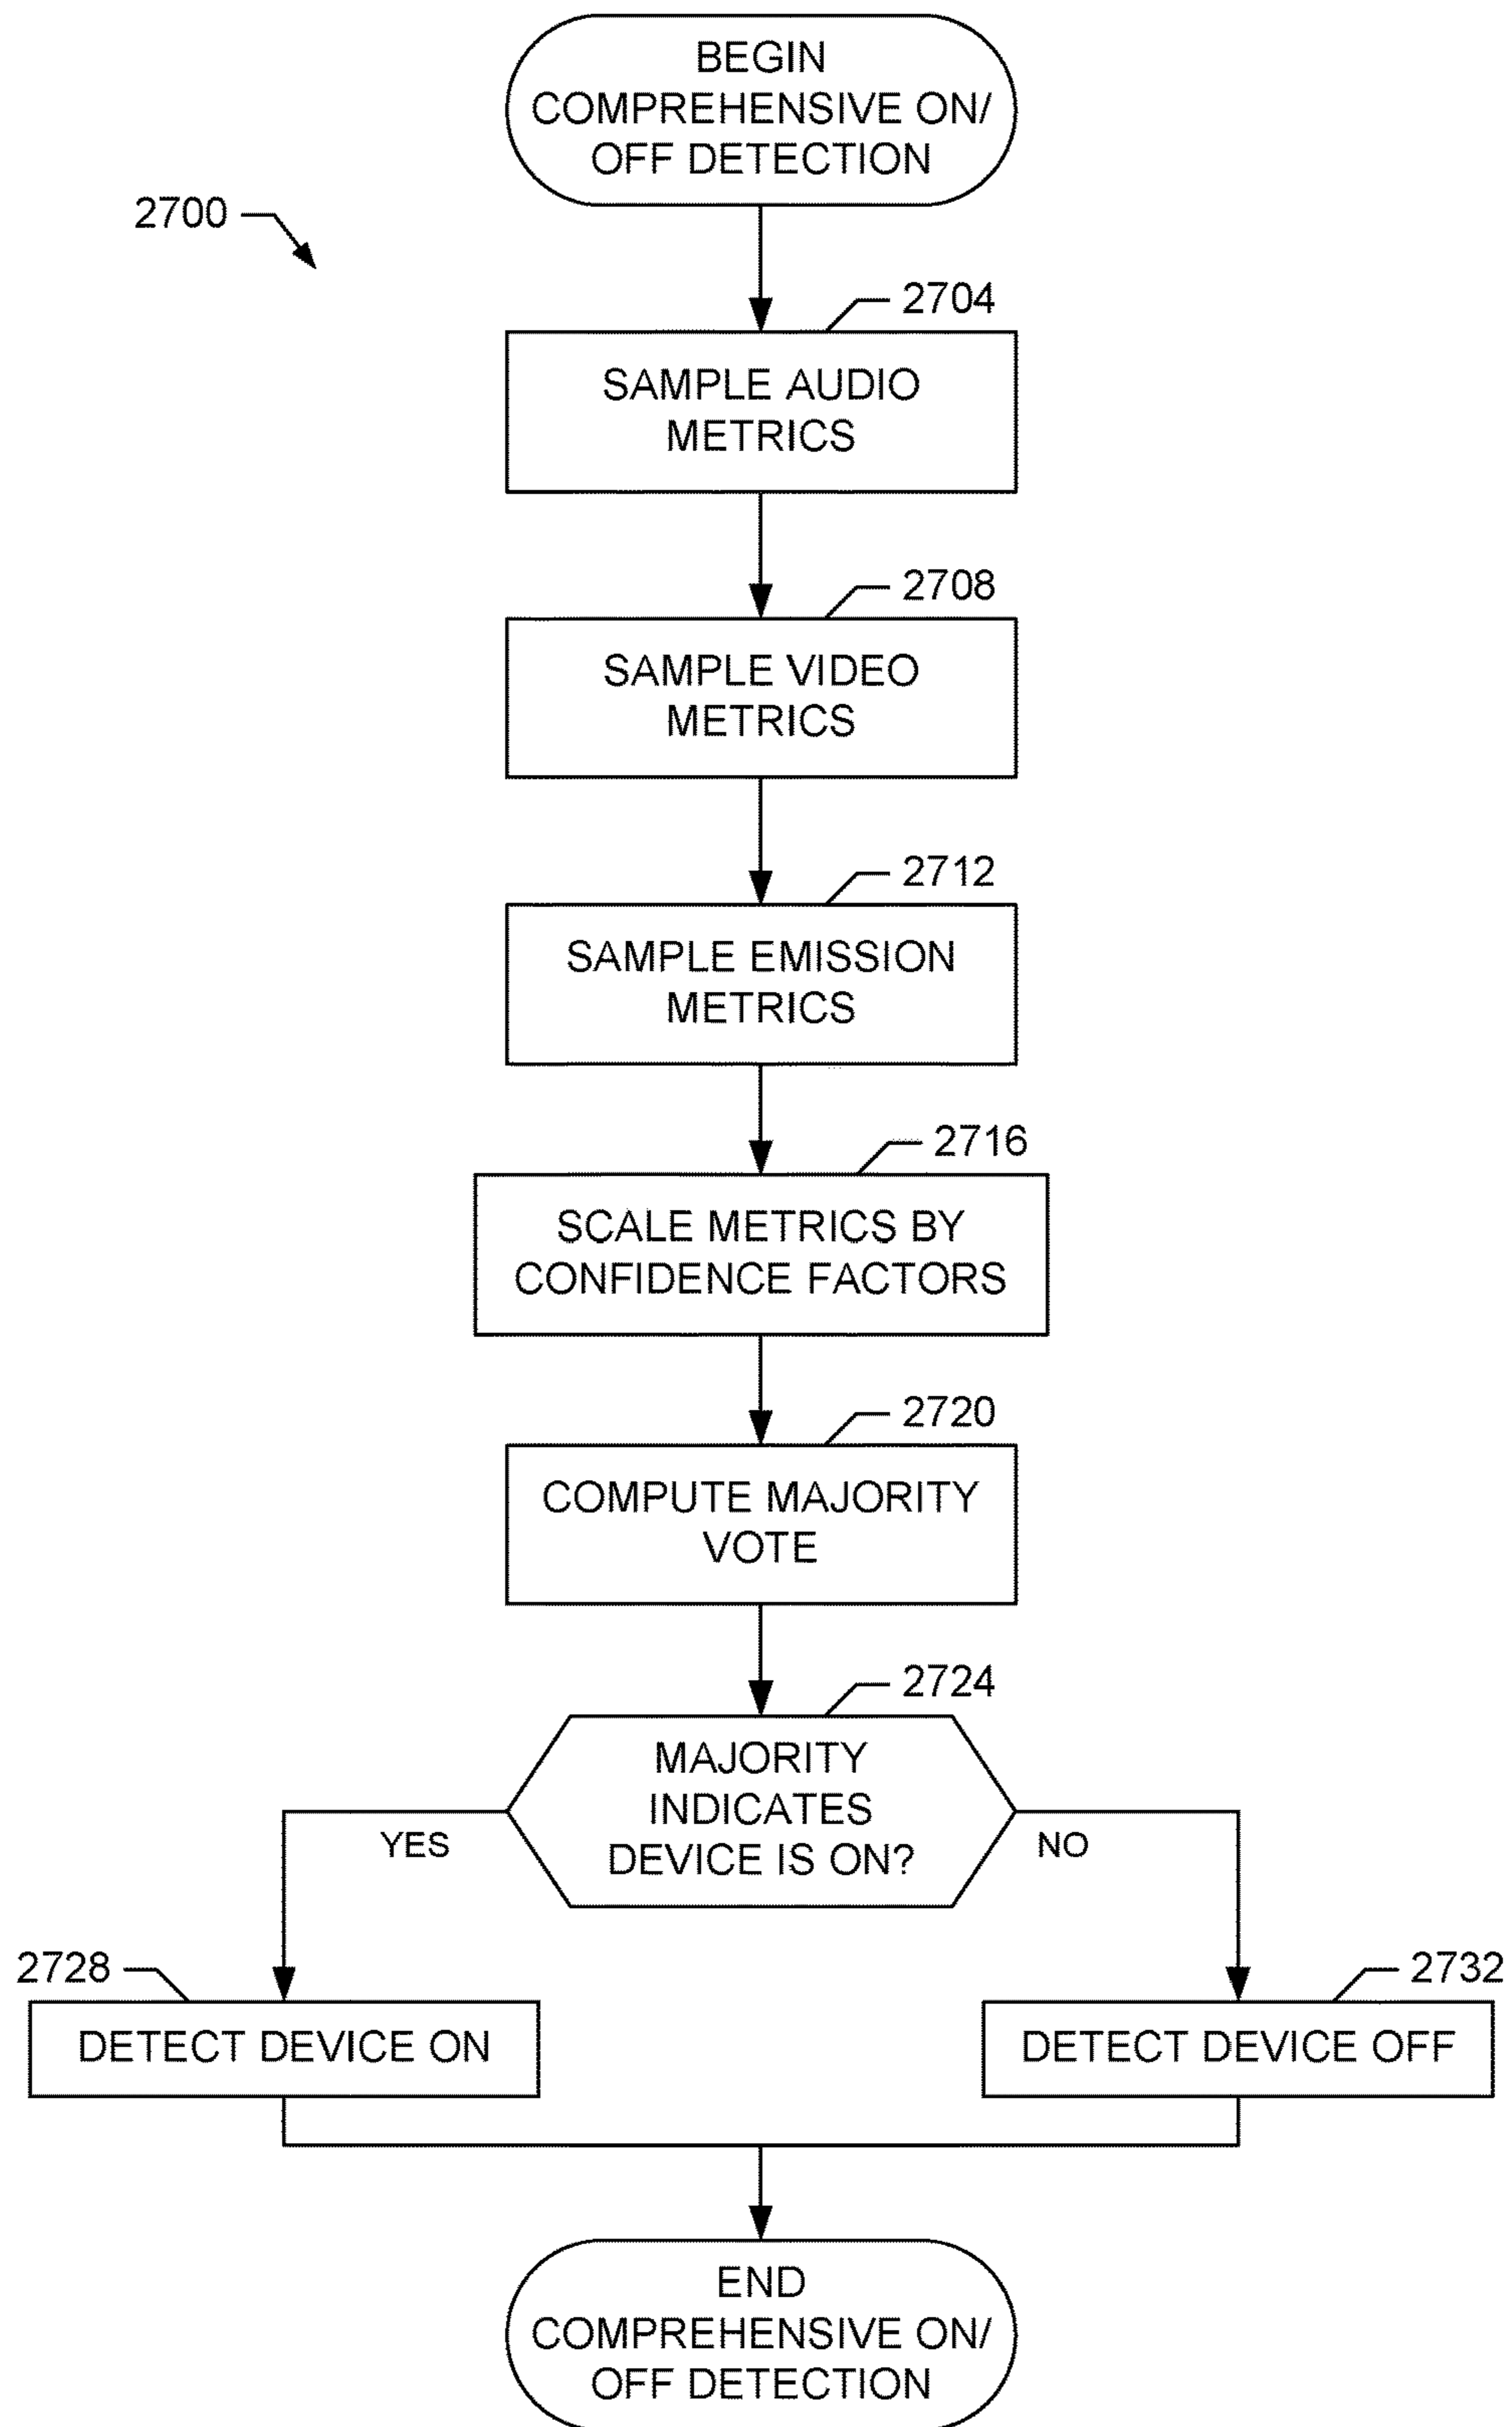 BEGIN
COMPREHENSIVE ON/
OFF DETECTION
2700
2704
SAMPLE AUDIO
METRICS
2708
SAMPLE VIDEO
METRICS
2712
SAMPLE EMISSION
METRICS
2716
SCALE METRICS BY
CONFIDENCE FACTORS
2720
COMPUTE MAJORITY
VOTE
2724
MAJORITY
INDICATES
DEVICE IS ON?
YES
NO
2728
2732
DETECT DEVICE ON
DETECT DEVICE OFF
END
COMPREHENSIVE ON/
OFF DETECTION